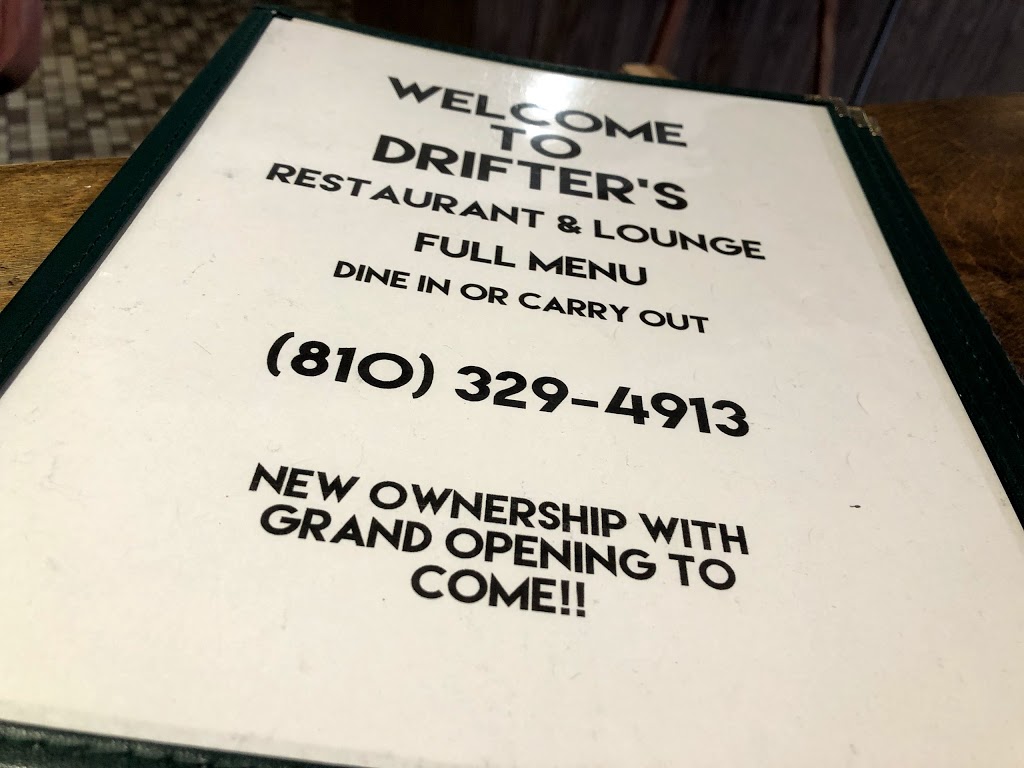 WELCOME
TO
DRIFTER'S
RESTAURANT & LOUNGE
FULL MENU
DINE IN OR CARRY OUT
(810) 329-4913
NEW OWNERSHIP WITH
GRAND OPENING TO
COME!!